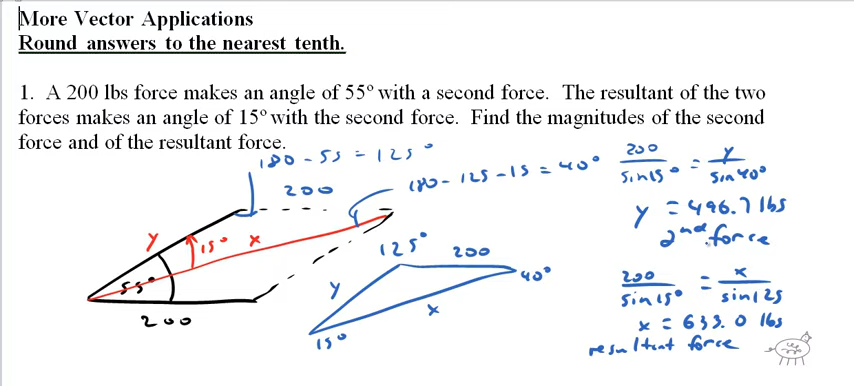 More Vector Applications
Round answers to the nearest tenth.
1. A 200 lbs force makes an angle of 55° with a second force. The resultant of the two
forces makes an angle of 15° with the second force. Find the magnitudes of the second
force and of the resultant force.
180 - 55 = 125°
200
180 - 125 - 15 = 40°
200 / sin15° = y / sin40°
y = 496.7 lbs
2nd force
y
15°
x
55°
200
125°
200
40°
y
x
15°
200 / sin15° = x / sin125
x = 633.0 lbs
resultant force